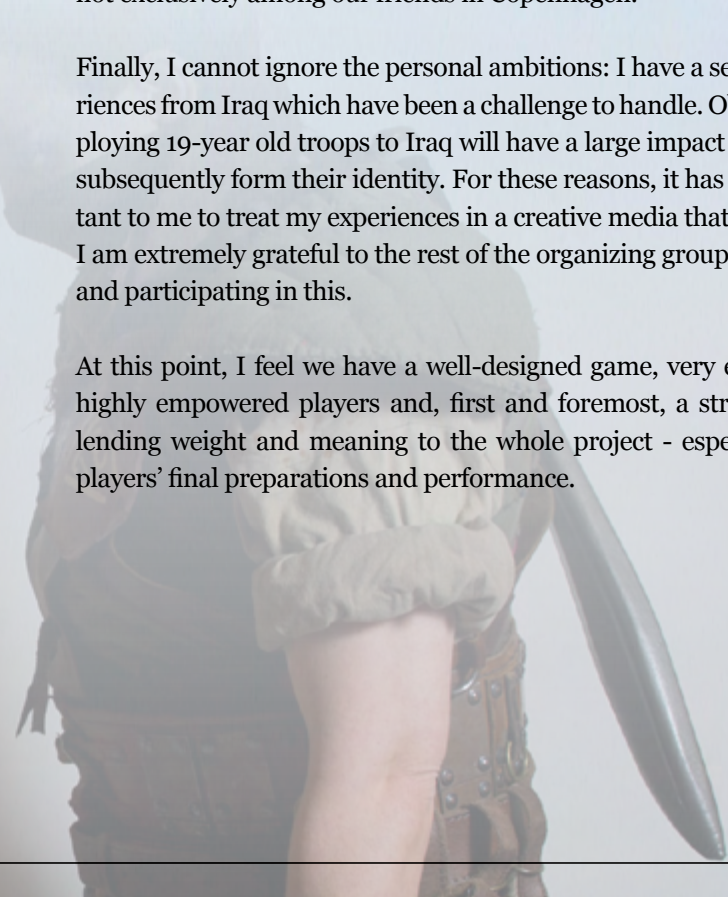 not exclusively among our friends in Copenhagen.
Finally, I cannot ignore the personal ambitions: I have a se
riences from Iraq which have been a challenge to handle. O
ploying 19-year old troops to Iraq will have a large impact
subsequently form their identity. For these reasons, it has
tant to me to treat my experiences in a creative media that
I am extremely grateful to the rest of the organizing group
and participating in this.
At this point, I feel we have a well-designed game, very e
highly empowered players and, first and foremost, a str
lending weight and meaning to the whole project - espe
players’ final preparations and performance.